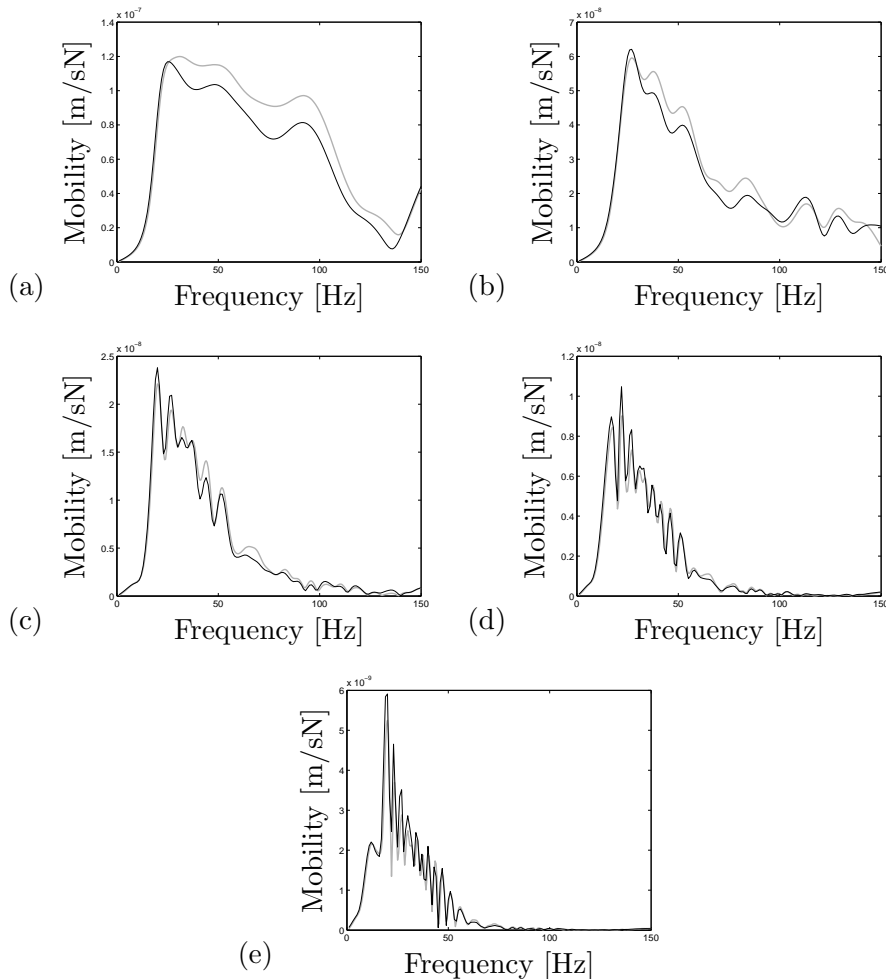 x 10⁻⁷
1.4
1.2
1
0.8
0.6
0.4
0.2
0
0 50 100 150
Mobility [m/sN]
Frequency [Hz]
(a)
x 10⁻⁸
7
6
5
4
3
2
1
0
0 50 100 150
Mobility [m/sN]
Frequency [Hz]
(b)
x 10⁻⁸
2.5
2
1.5
1
0.5
0
0 50 100 150
Mobility [m/sN]
Frequency [Hz]
(c)
x 10⁻⁸
1.2
1
0.8
0.6
0.4
0.2
0
0 50 100 150
Mobility [m/sN]
Frequency [Hz]
(d)
x 10⁻⁹
6
5
4
3
2
1
0
0 50 100 150
Mobility [m/sN]
Frequency [Hz]
(e)